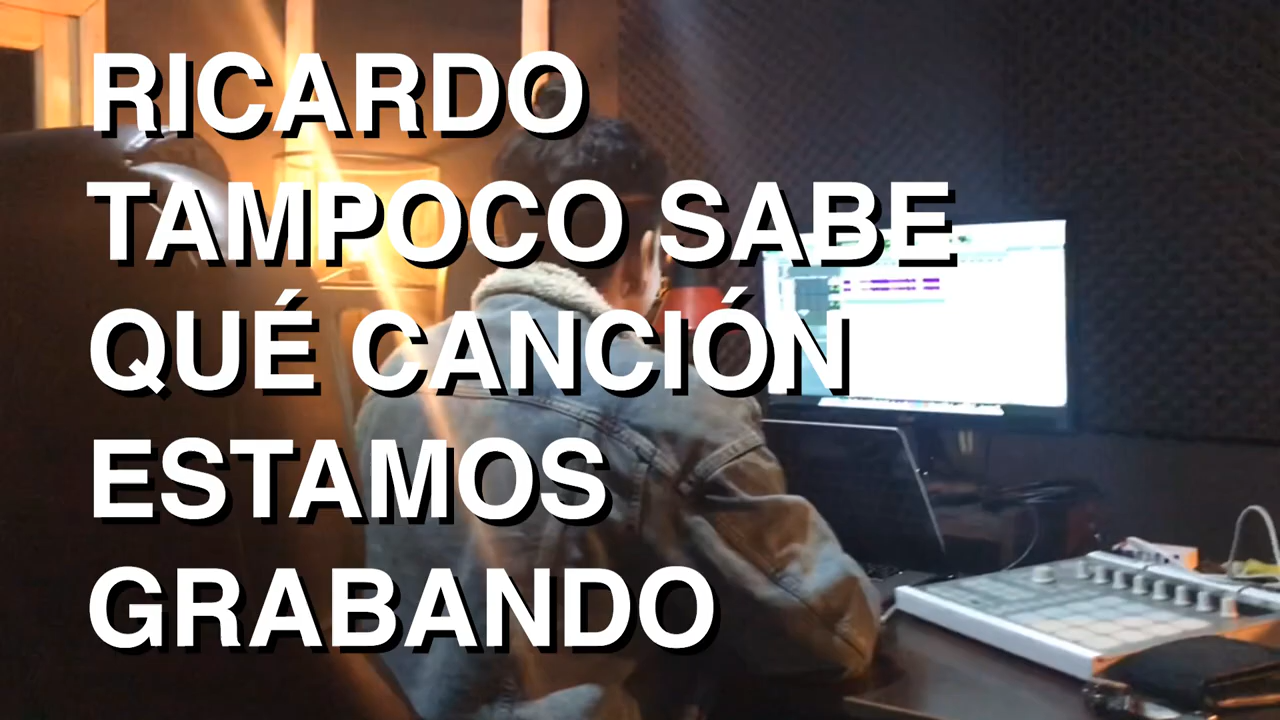 RICARDO
TAMPOCO SABE
QUÉ CANCIÓN
ESTAMOS
GRABANDO